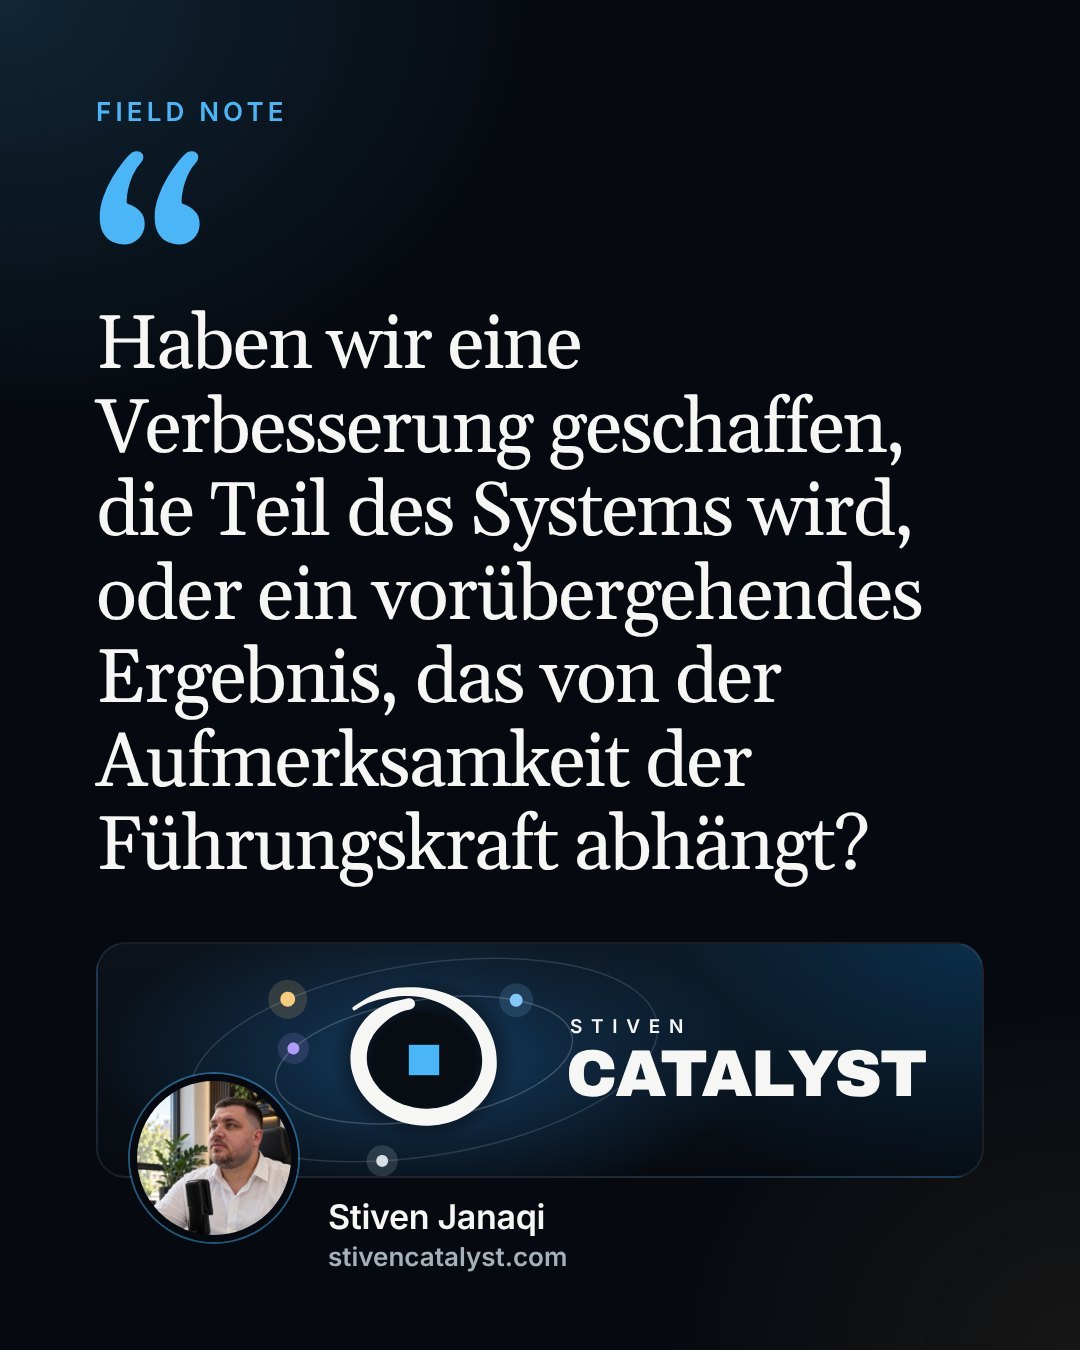 FIELD NOTE
“
Haben wir eine
Verbesserung geschaffen,
die Teil des Systems wird,
oder ein vorübergehendes
Ergebnis, das von der
Aufmerksamkeit der
Führungskraft abhängt?
STIVEN
CATALYST
Stiven Janaqi
stivencatalyst.com